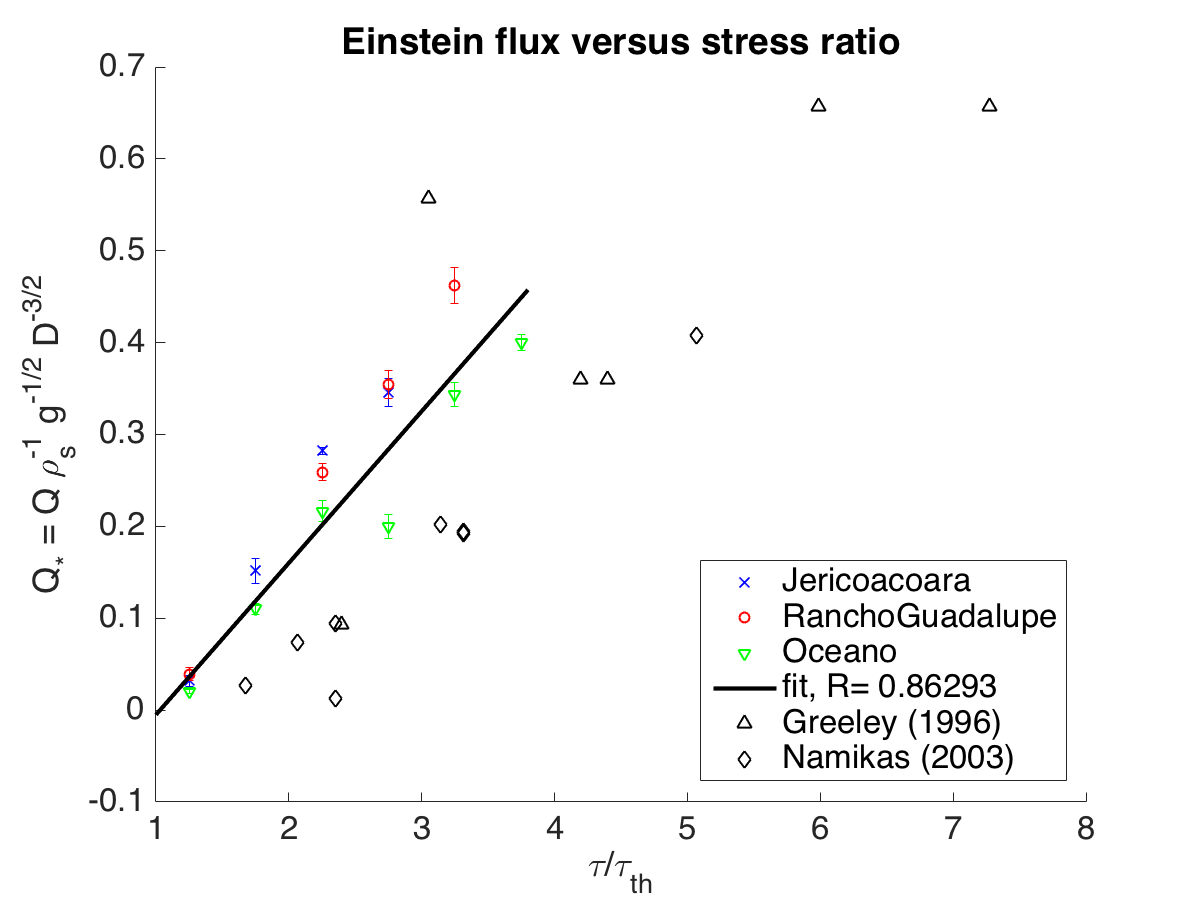 Einstein flux versus stress ratio
0.7
0.6
0.5
0.4
0.3
0.2
0.1
0
-0.1
Q* = Q ρs^-1 g^-1/2 D^-3/2
1 2 3 4 5 6 7 8
τ/τth
Jericoacoara
RanchoGuadalupe
Oceano
fit, R= 0.86293
Greeley (1996)
Namikas (2003)